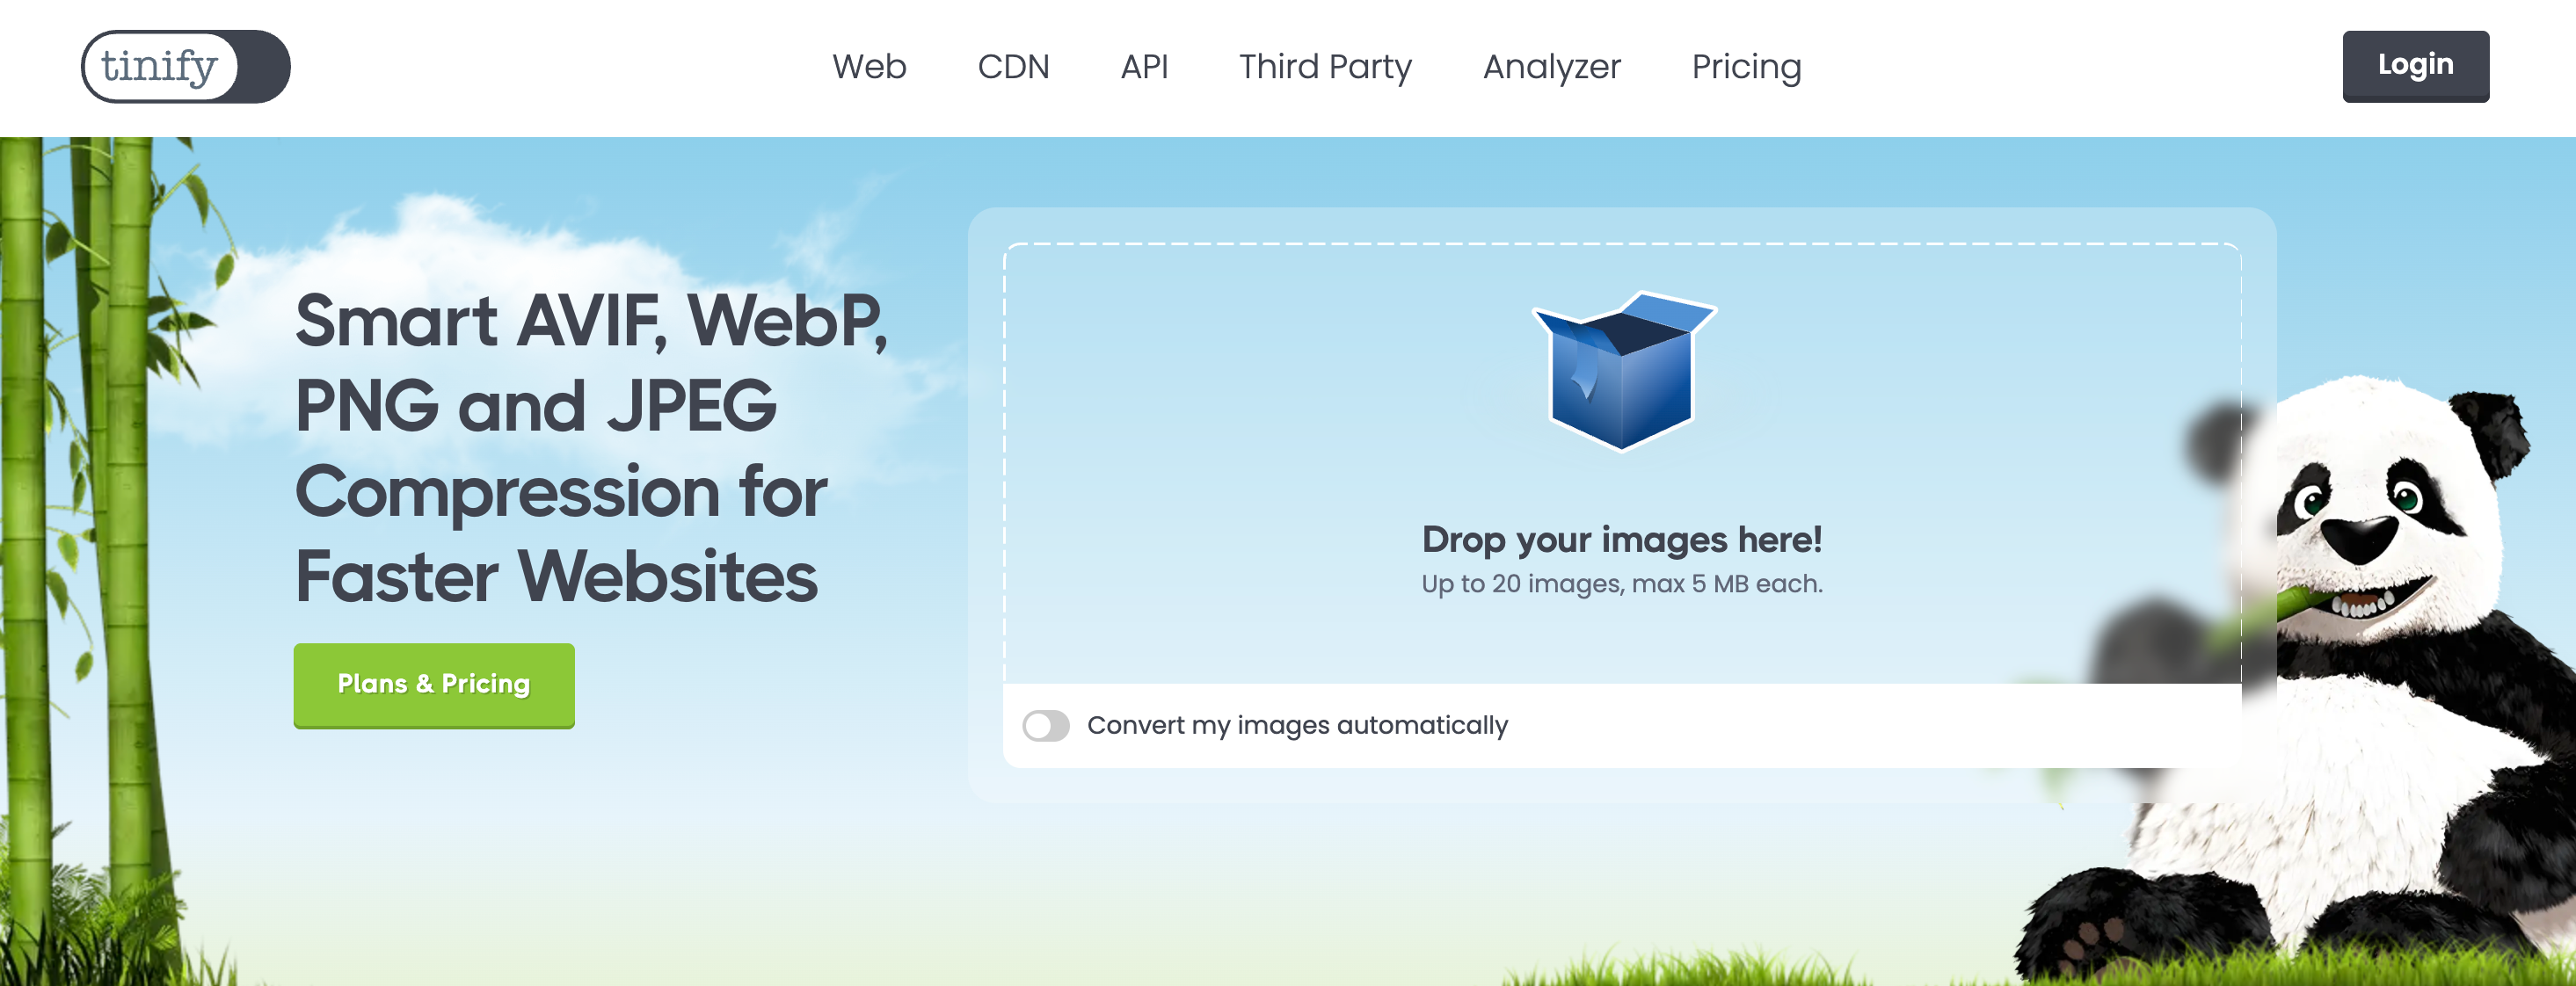 tinify
Web
CDN
API
Third Party
Analyzer
Pricing
Login
Smart AVIF, WebP,
PNG and JPEG
Compression for
Faster Websites
Plans & Pricing
Drop your images here!
Up to 20 images, max 5 MB each.
Convert my images automatically